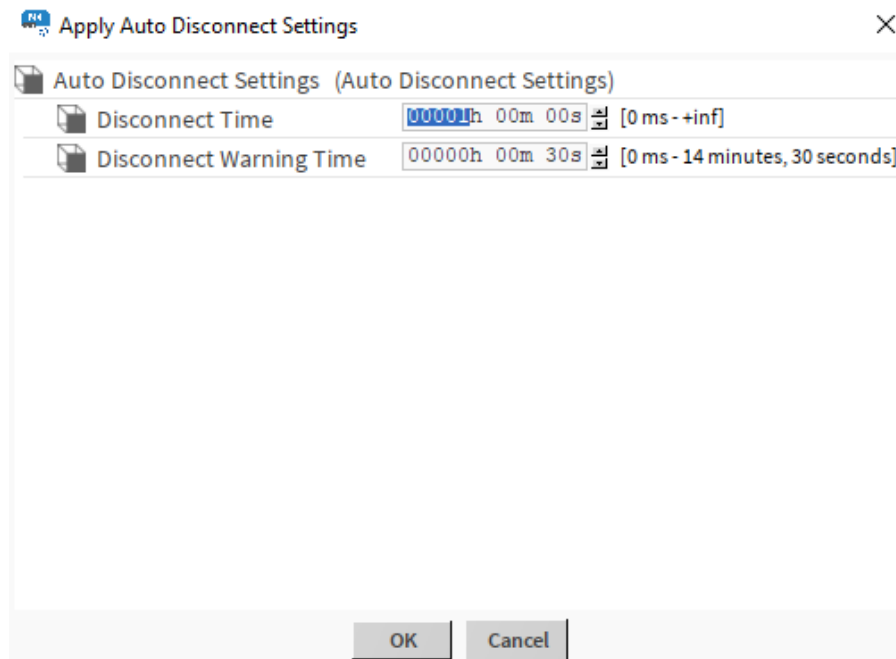 N4
Apply Auto Disconnect Settings
Auto Disconnect Settings (Auto Disconnect Settings)
Disconnect Time 00001h 00m 00s [0 ms - +inf]
Disconnect Warning Time 00000h 00m 30s [0 ms - 14 minutes, 30 seconds]
OK Cancel